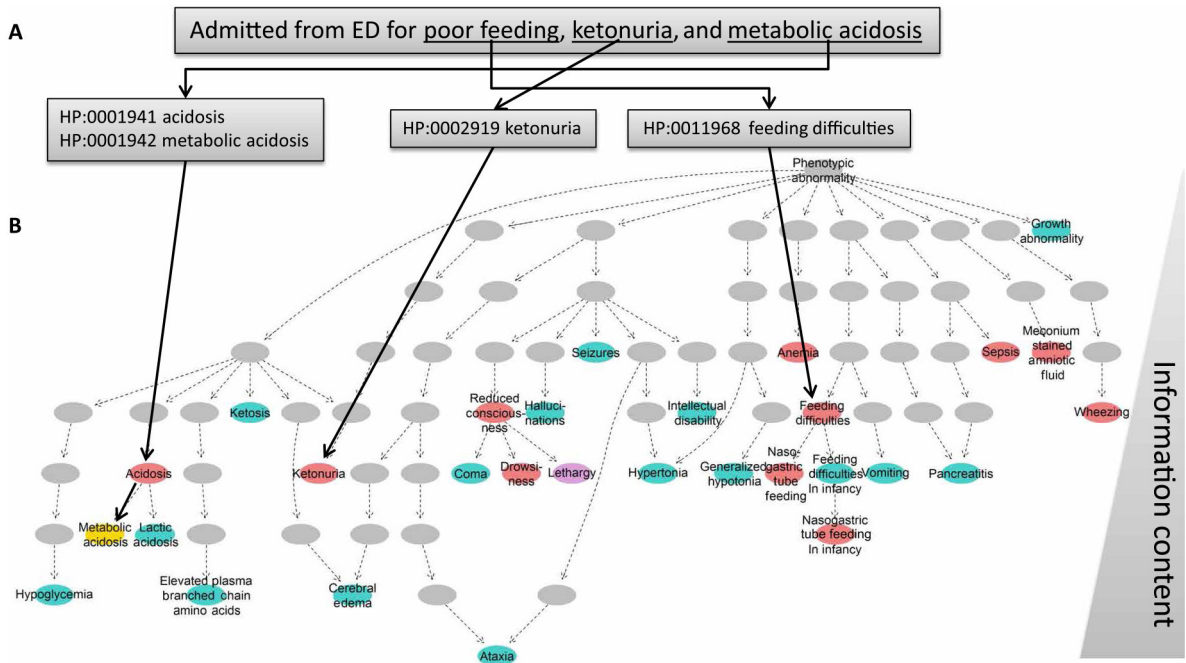 A
Admitted from ED for poor feeding, ketonuria, and metabolic acidosis
HP:0001941 acidosis
HP:0001942 metabolic acidosis
HP:0002919 ketonuria
HP:0011968 feeding difficulties
B
Phenotypic
abnormality
Growth
abnormality
Seizures
Anemia
Sepsis
Meconium
stained
amniotic
fluid
Ketosis
Reduced
conscious-
ness
Halluci-
nations
Intellectual
disability
Feeding
difficulties
Wheezing
Acidosis
Ketonuria
Coma
Drowsi-
ness
Lethargy
Hypertonia
Generalized
hypotonia
Naso-
gastric
tube
feeding
Feeding
difficulties
In infancy
Vomiting
Pancreatitis
Metabolic
acidosis
Lactic
acidosis
Nasogastric
tube feeding
In infancy
Hypoglycemia
Elevated plasma
branched chain
amino acids
Cerebral
edema
Ataxia
Information content